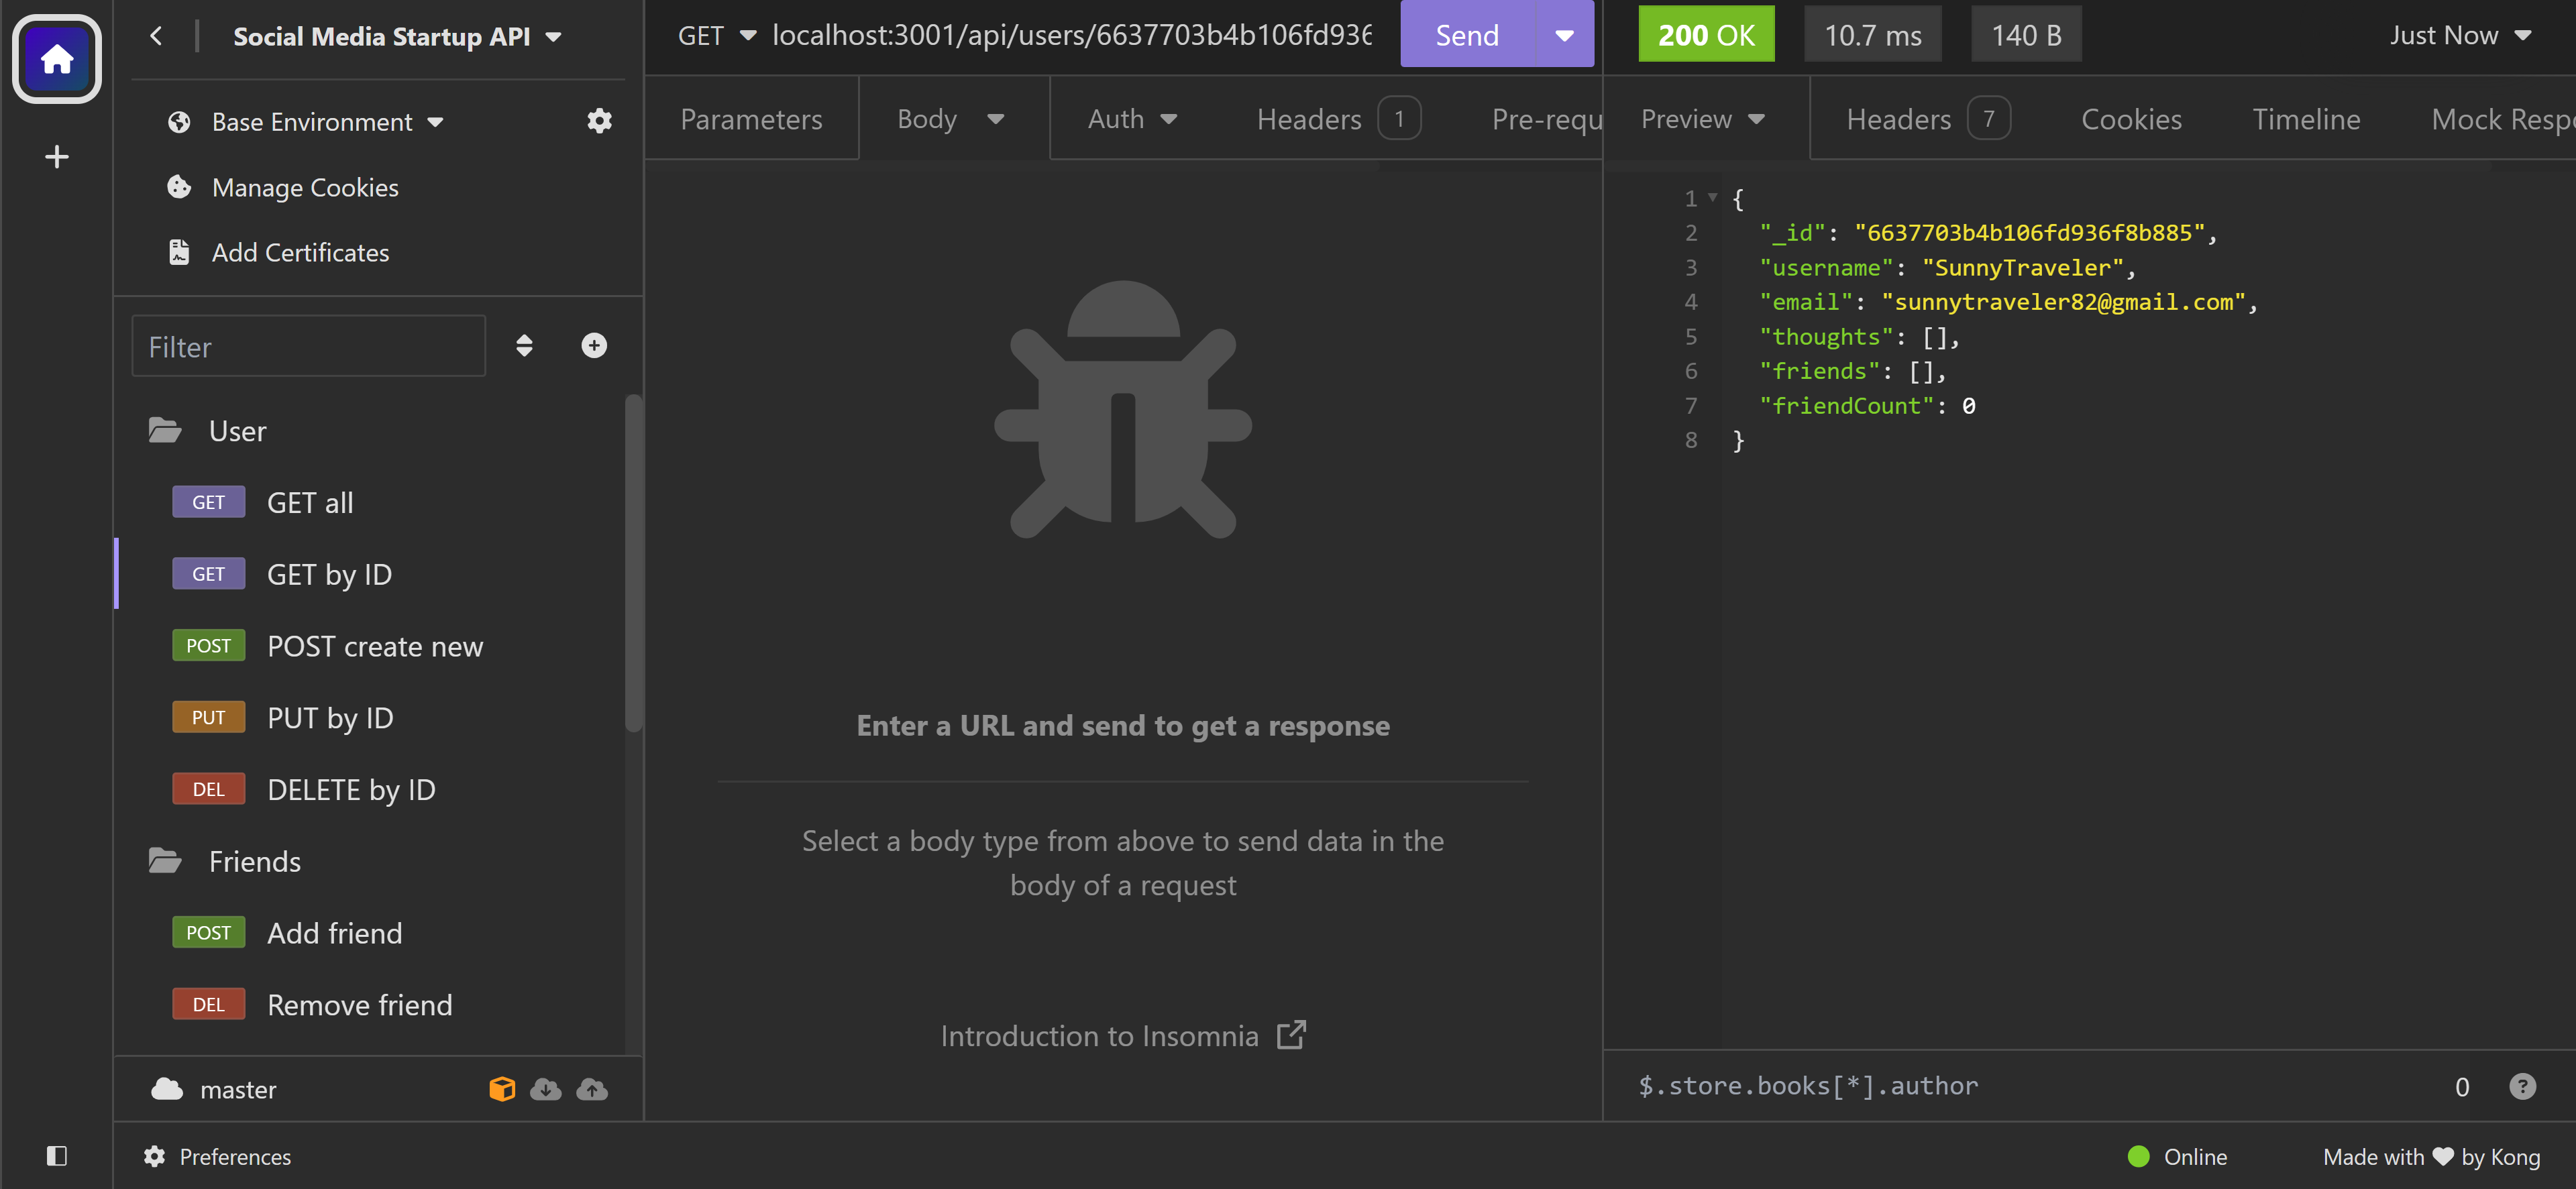 Social Media Startup API
Base Environment
Manage Cookies
Add Certificates
Filter
User
GET GET all
GET GET by ID
POST POST create new
PUT PUT by ID
DEL DELETE by ID
Friends
POST Add friend
DEL Remove friend
master
Preferences
GET localhost:3001/api/users/6637703b4b106fd936 Send
Parameters Body Auth Headers 1 Pre-requ
Enter a URL and send to get a response
Select a body type from above to send data in the
body of a request
Introduction to Insomnia
200 OK 10.7 ms 140 B Just Now
Preview Headers 7 Cookies Timeline Mock Resp
1 {
2 "_id": "6637703b4b106fd936f8b885",
3 "username": "SunnyTraveler",
4 "email": "sunnytraveler82@gmail.com",
5 "thoughts": [],
6 "friends": [],
7 "friendCount": 0
8 }
$.store.books[*].author 0 ?
Online Made with by Kong